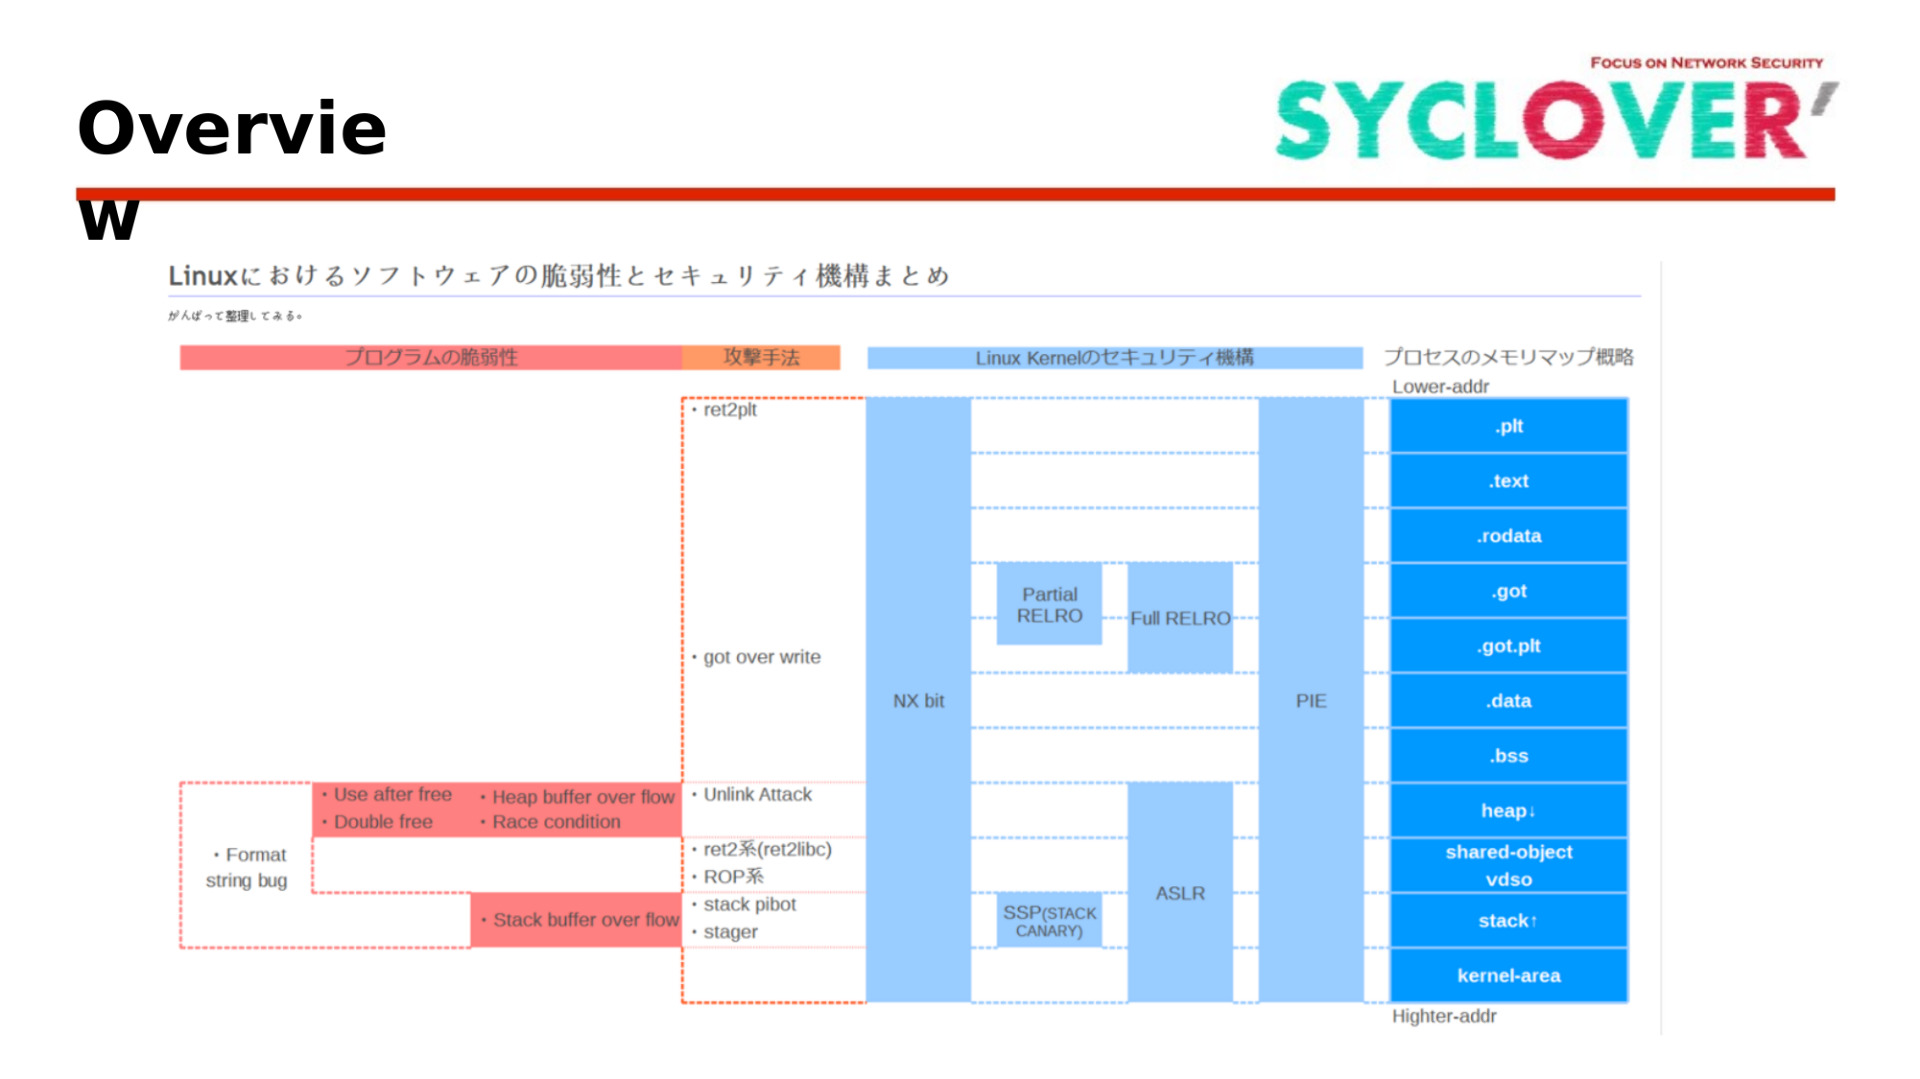 FOCUS ON NETWORK SECURITY
SYCLOVER'
Overvie
w
Linuxにおけるソフトウェアの脆弱性とセキュリティ機構まとめ
がんばって整理してみる。
プログラムの脆弱性
攻撃手法
Linux Kernelのセキュリティ機構
プロセスのメモリマップ概略
Lower-addr
・ret2plt
.plt
.text
.rodata
Partial
RELRO
Full RELRO
.got
・got over write
.got.plt
NX bit
PIE
.data
.bss
・Use after free
・Heap buffer over flow
・Double free
・Race condition
・Unlink Attack
heap↓
・Format
string bug
・ret2系(ret2libc)
・ROP系
shared-object
vdso
・Stack buffer over flow
・stack pibot
・stager
SSP(STACK
CANARY)
ASLR
stack↑
kernel-area
Highter-addr